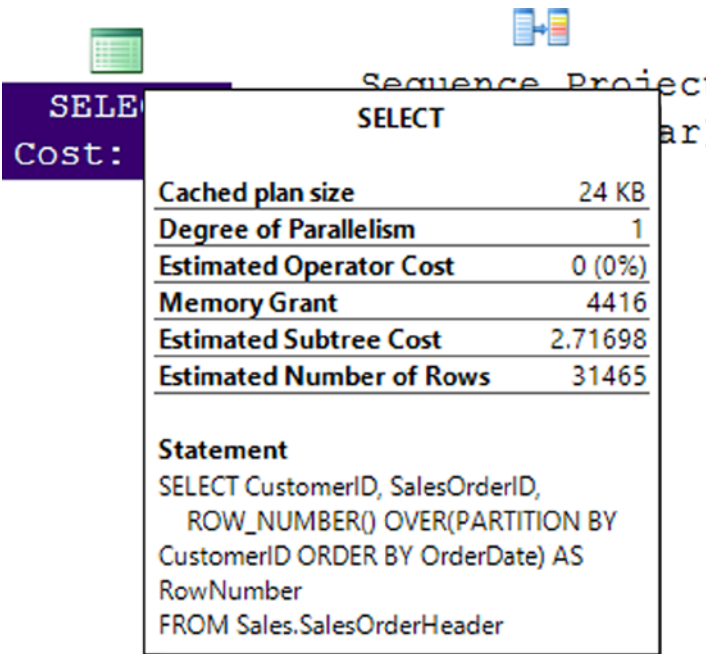 Sequence
SELECT
Cost:
Cached plan size 24 KB
Degree of Parallelism 1
Estimated Operator Cost 0 (0%)
Memory Grant 4416
Estimated Subtree Cost 2.71698
Estimated Number of Rows 31465
Statement
SELECT CustomerID, SalesOrderID,
ROW_NUMBER() OVER(PARTITION BY
CustomerID ORDER BY OrderDate) AS
RowNumber
FROM Sales.SalesOrderHeader